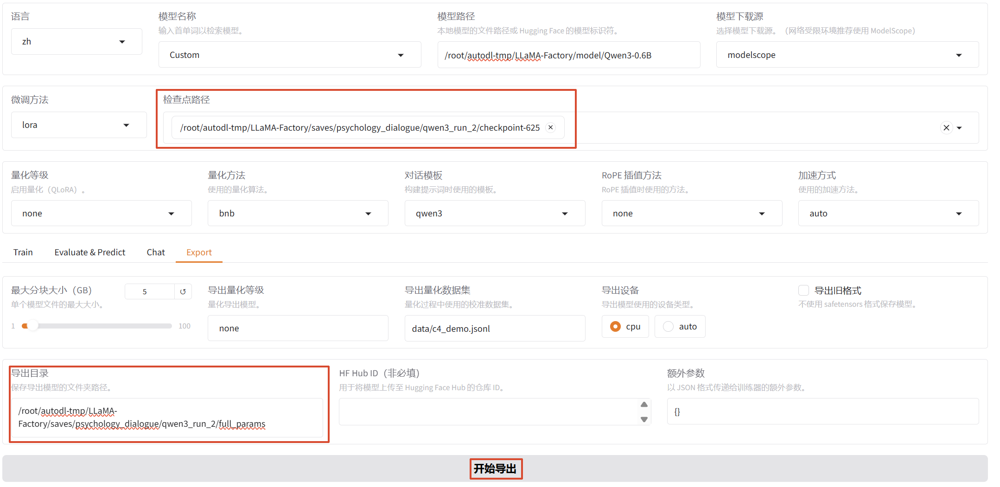 语言
模型名称
模型路径
模型下载源
输入首单词以检索模型。
本地模型的文件路径或 Hugging Face 的模型标识符。
选择模型下载源。（网络受限环境推荐使用 ModelScope）
zh
Custom
/root/autodl-tmp/LLaMA-Factory/model/Qwen3-0.6B
modelscope
微调方法
检查点路径
lora
/root/autodl-tmp/LLaMA-Factory/saves/psychology_dialogue/qwen3_run_2/checkpoint-625
量化等级
量化方法
对话模板
RoPE 插值方法
加速方式
启用量化（QLoRA）。
使用的量化算法。
构建提示词时使用的模板。
RoPE 插值时使用的方法。
使用的加速方法。
none
bnb
qwen3
none
auto
Train
Evaluate & Predict
Chat
Export
最大分块大小（GB）
5
导出量化等级
导出量化数据集
导出设备
导出旧格式
单个模型文件的最大大小。
量化导出模型。
量化过程中使用的校准数据集。
导出模型使用的设备类型。
不使用 safetensors 格式保存模型。
1
100
none
data/c4_demo.jsonl
cpu
auto
导出目录
HF Hub ID（非必填）
额外参数
保存导出模型的文件夹路径。
用于将模型上传至 Hugging Face Hub 的仓库 ID。
以 JSON 格式传递给训练器的额外参数。
/root/autodl-tmp/LLaMA-
Factory/saves/psychology_dialogue/qwen3_run_2/full_params
{}
开始导出